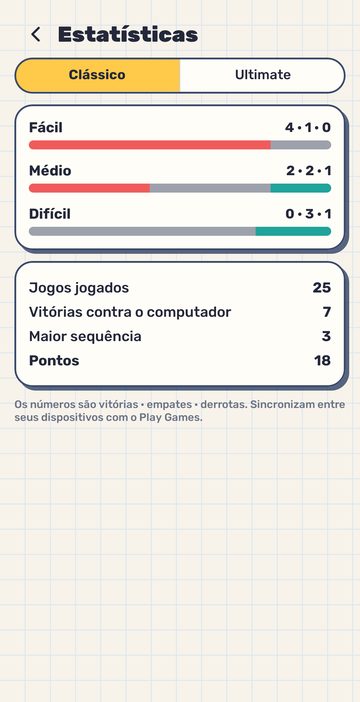 Estatísticas
Clássico
Ultimate
Fácil 4 • 1 • 0
Médio 2 • 2 • 1
Difícil 0 • 3 • 1
Jogos jogados 25
Vitórias contra o computador 7
Maior sequência 3
Pontos 18
Os números são vitórias • empates • derrotas. Sincronizam entre
seus dispositivos com o Play Games.